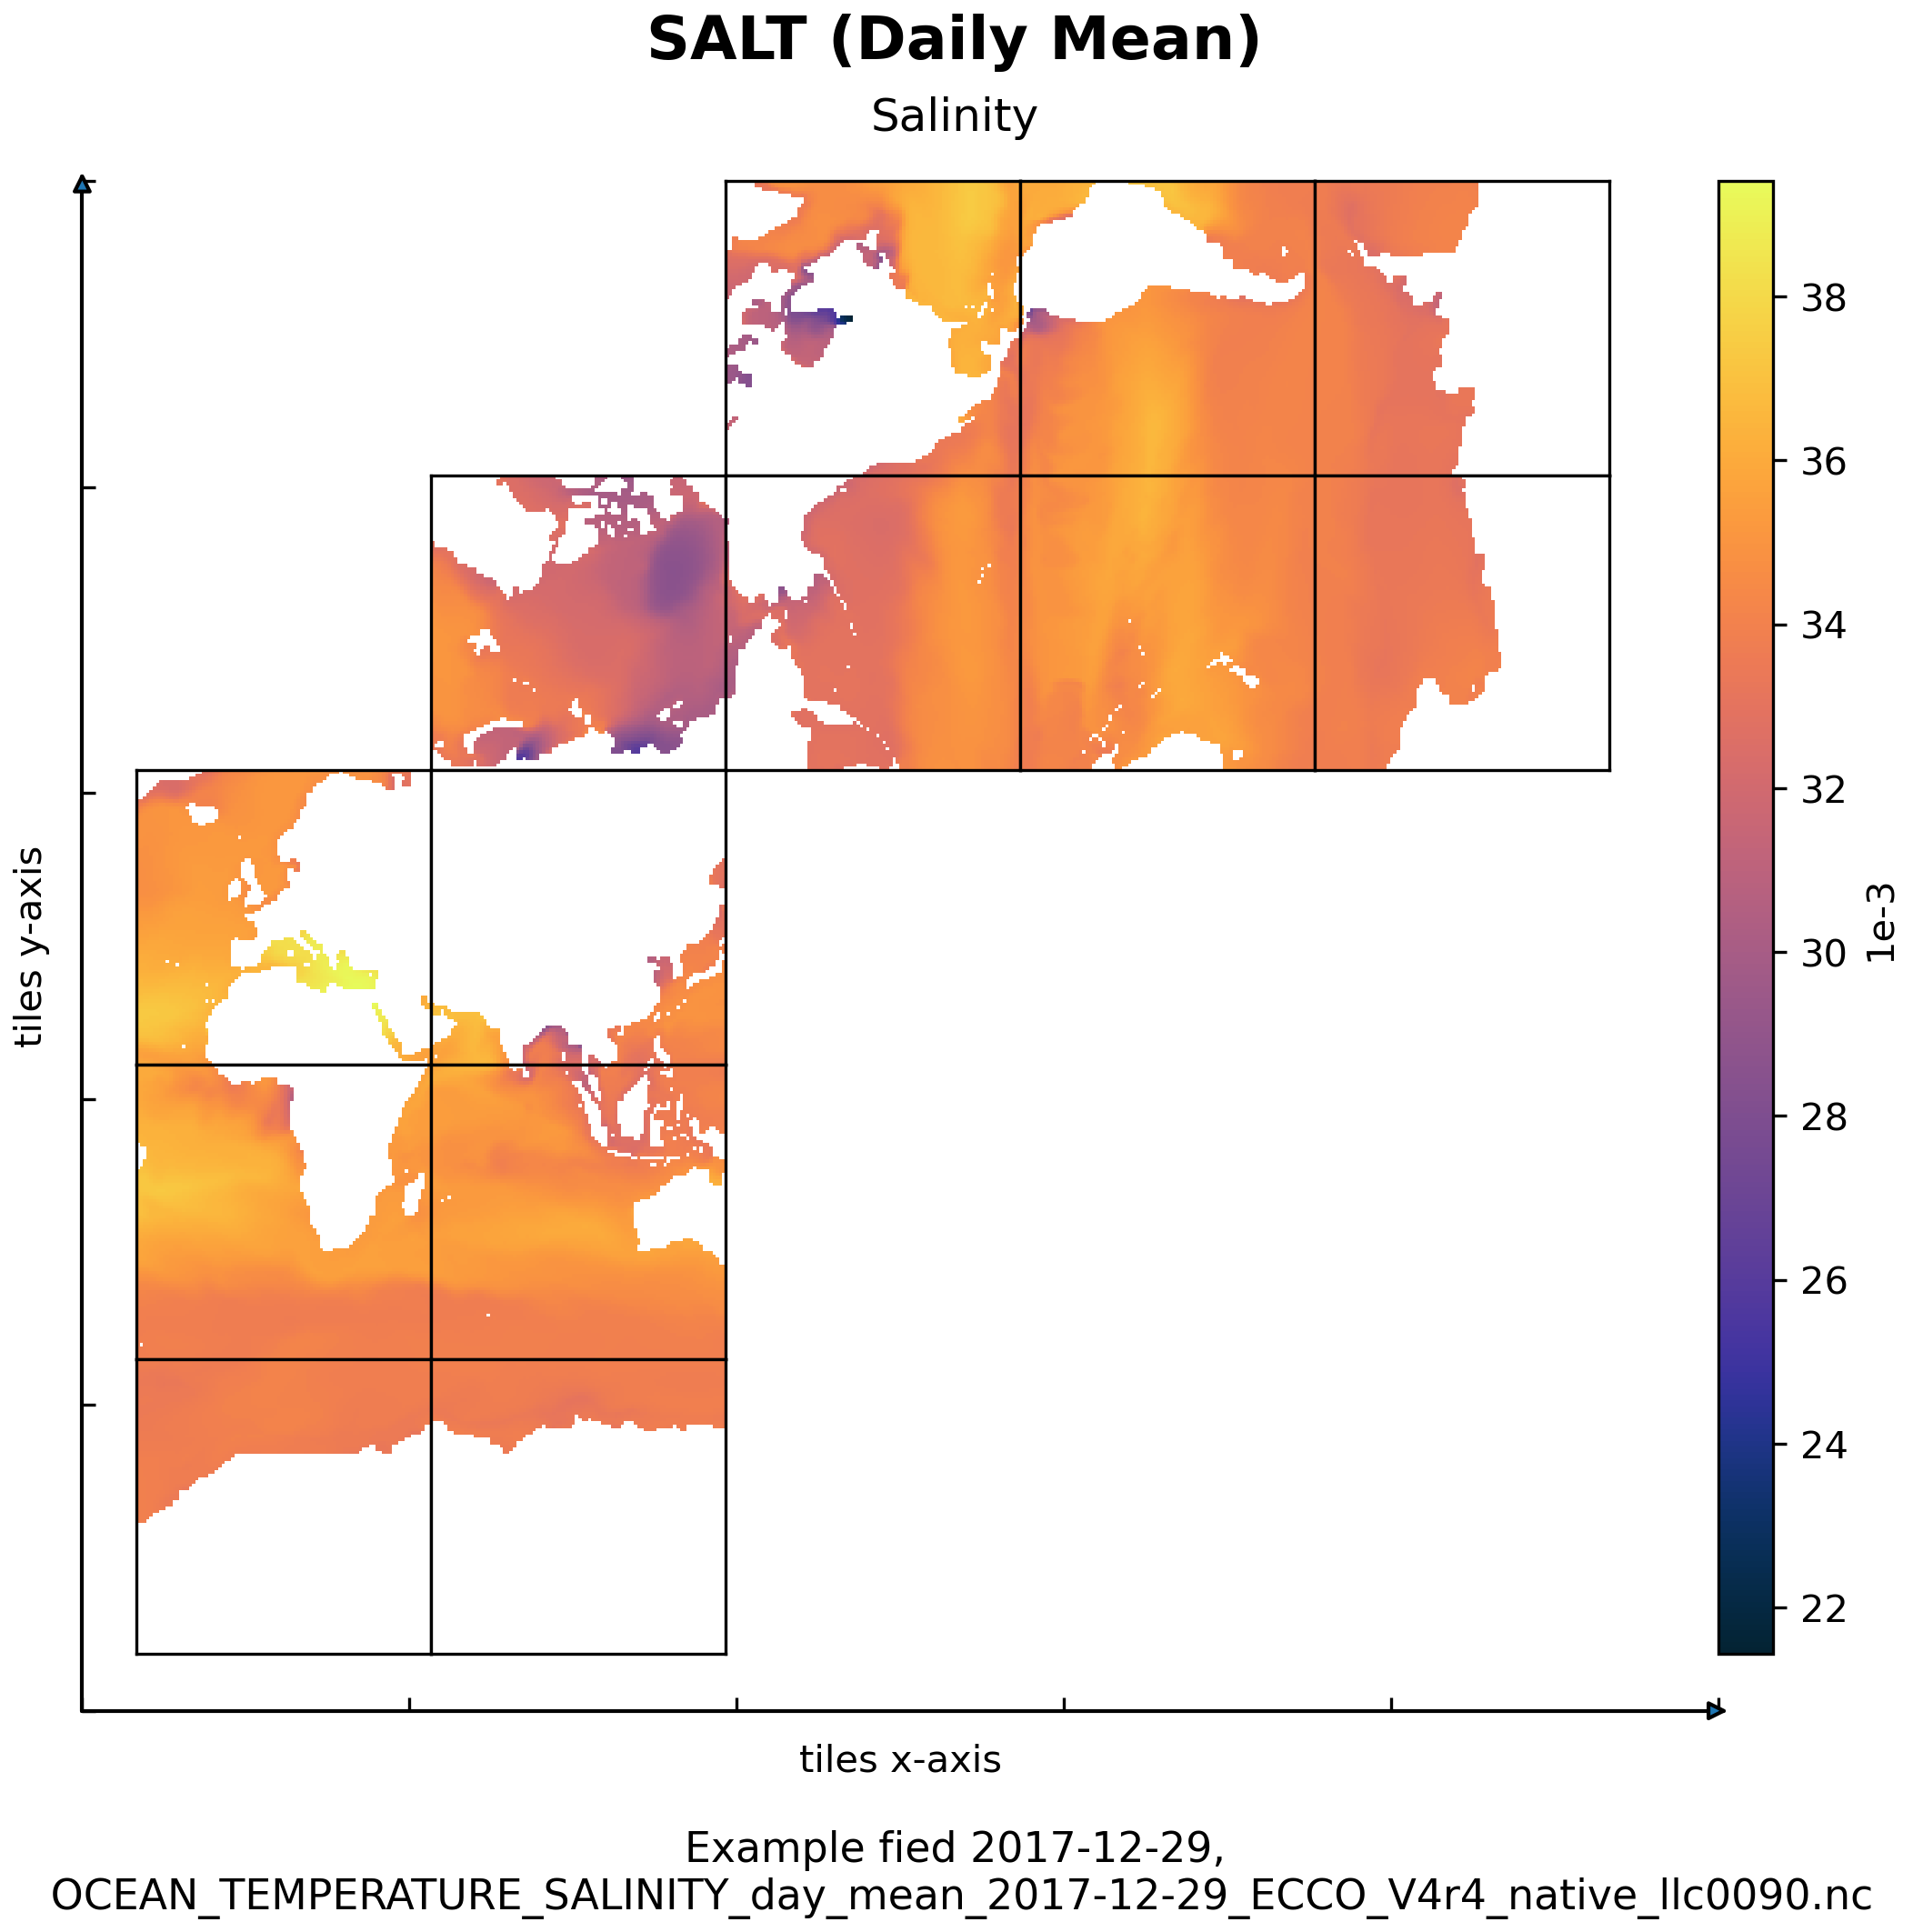 SALT (Daily Mean)
Salinity
38
36
34
32
30
28
26
24
22
1e-3
tiles y-axis
tiles x-axis
Example fied 2017-12-29,
OCEAN_TEMPERATURE_SALINITY_day_mean_2017-12-29_ECCO_V4r4_native_llc0090.nc